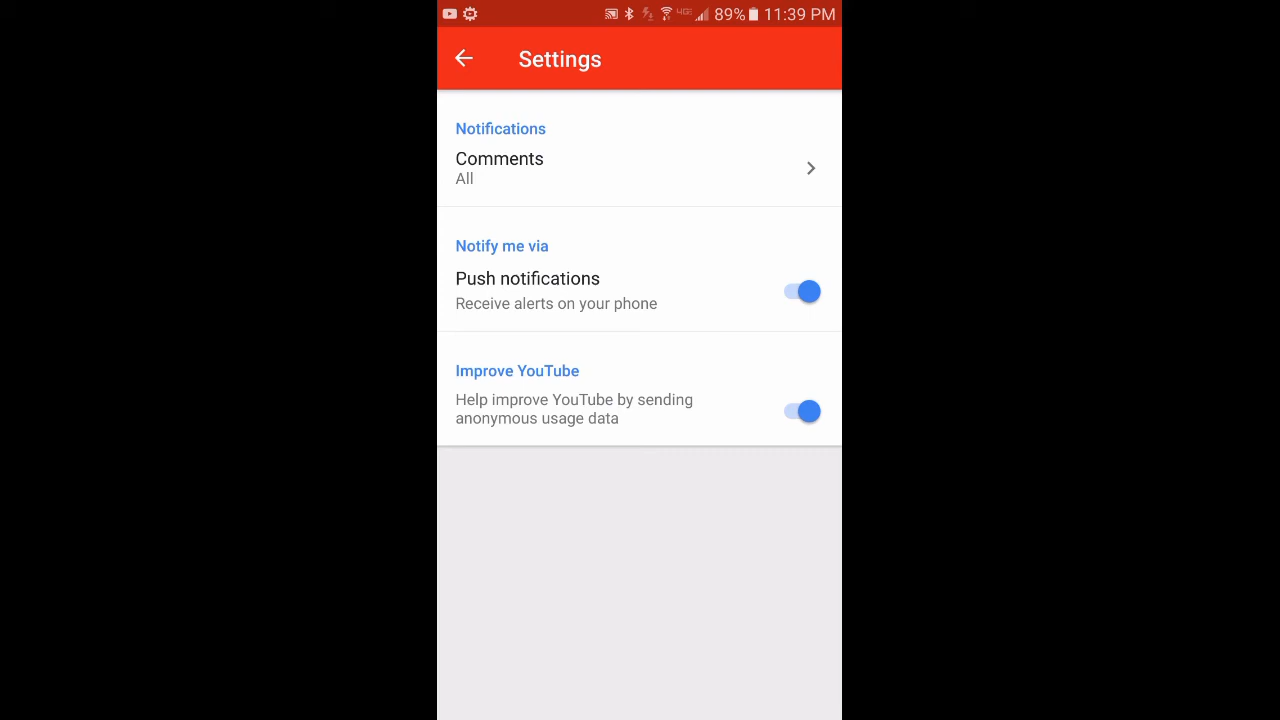 89% 11:39 PM
Settings
Notifications
Comments
All
Notify me via
Push notifications
Receive alerts on your phone
Improve YouTube
Help improve YouTube by sending
anonymous usage data